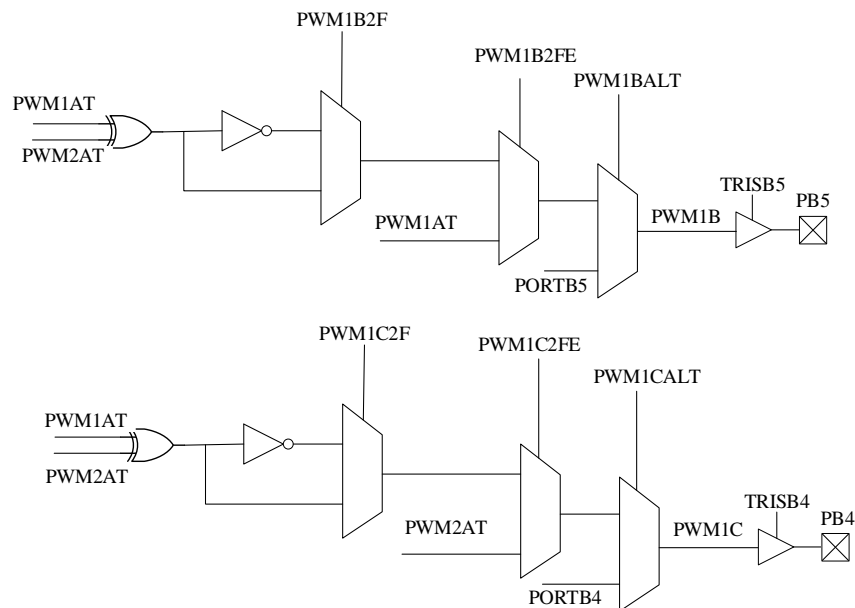 PWM1B2F
PWM1B2FE
PWM1BALT
PWM1AT
PWM2AT
TRISB5
PB5
PWM1AT
PWM1B
PORTB5
PWM1C2F
PWM1C2FE
PWM1CALT
PWM1AT
PWM2AT
TRISB4
PB4
PWM2AT
PWM1C
PORTB4